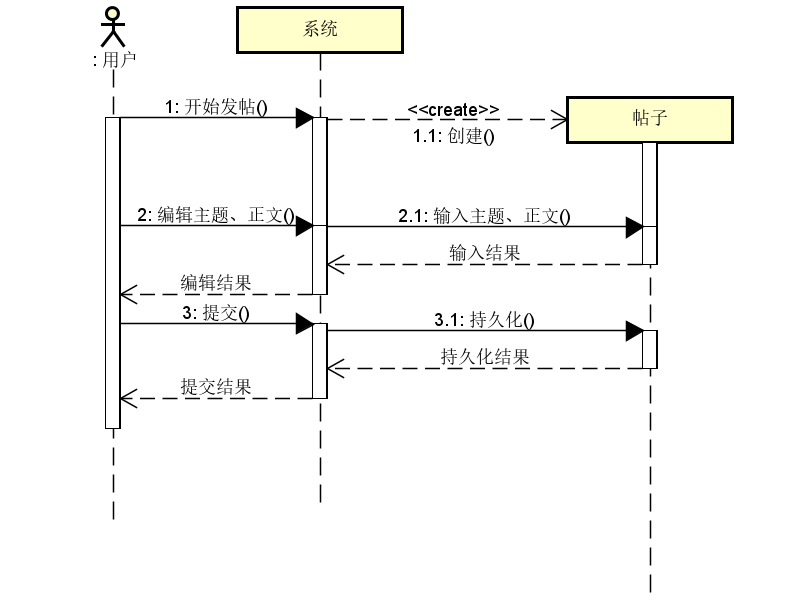 系统
: 用户
1: 开始发帖()
<<create>>
1.1: 创建()
帖子
2: 编辑主题、正文()
2.1: 输入主题、正文()
输入结果
编辑结果
3: 提交()
3.1: 持久化()
持久化结果
提交结果